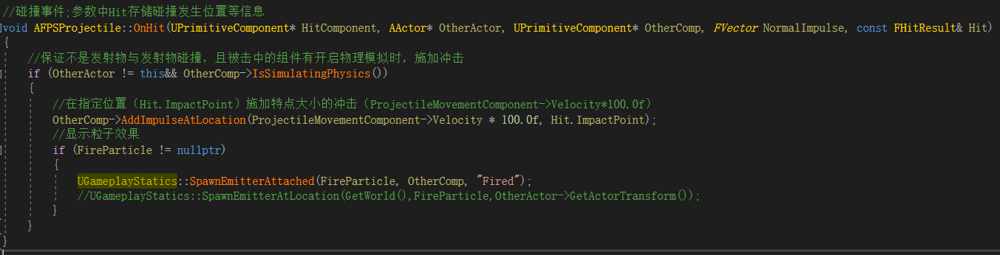 //碰撞事件;参数中Hit存储碰撞发生位置等信息
void AFPSProjectile::OnHit(UPrimitiveComponent* HitComponent, AActor* OtherActor, UPrimitiveComponent* OtherComp, FVector NormalImpulse, const FHitResult& Hit)
{
//保证不是发射物与发射物碰撞，且被击中的组件有开启物理模拟时，施加冲击
if (OtherActor != this&& OtherComp->IsSimulatingPhysics())
{
//在指定位置（Hit.ImpactPoint）施加特点大小的冲击（ProjectileMovementComponent->Velocity*100.0f）
OtherComp->AddImpulseAtLocation(ProjectileMovementComponent->Velocity * 100.0f, Hit.ImpactPoint);
//显示粒子效果
if (FireParticle != nullptr)
{
UGameplayStatics::SpawnEmitterAttached(FireParticle, OtherComp, "Fired");
//UGameplayStatics::SpawnEmitterAtLocation(GetWorld(),FireParticle,OtherActor->GetActorTransform());
}
}
}